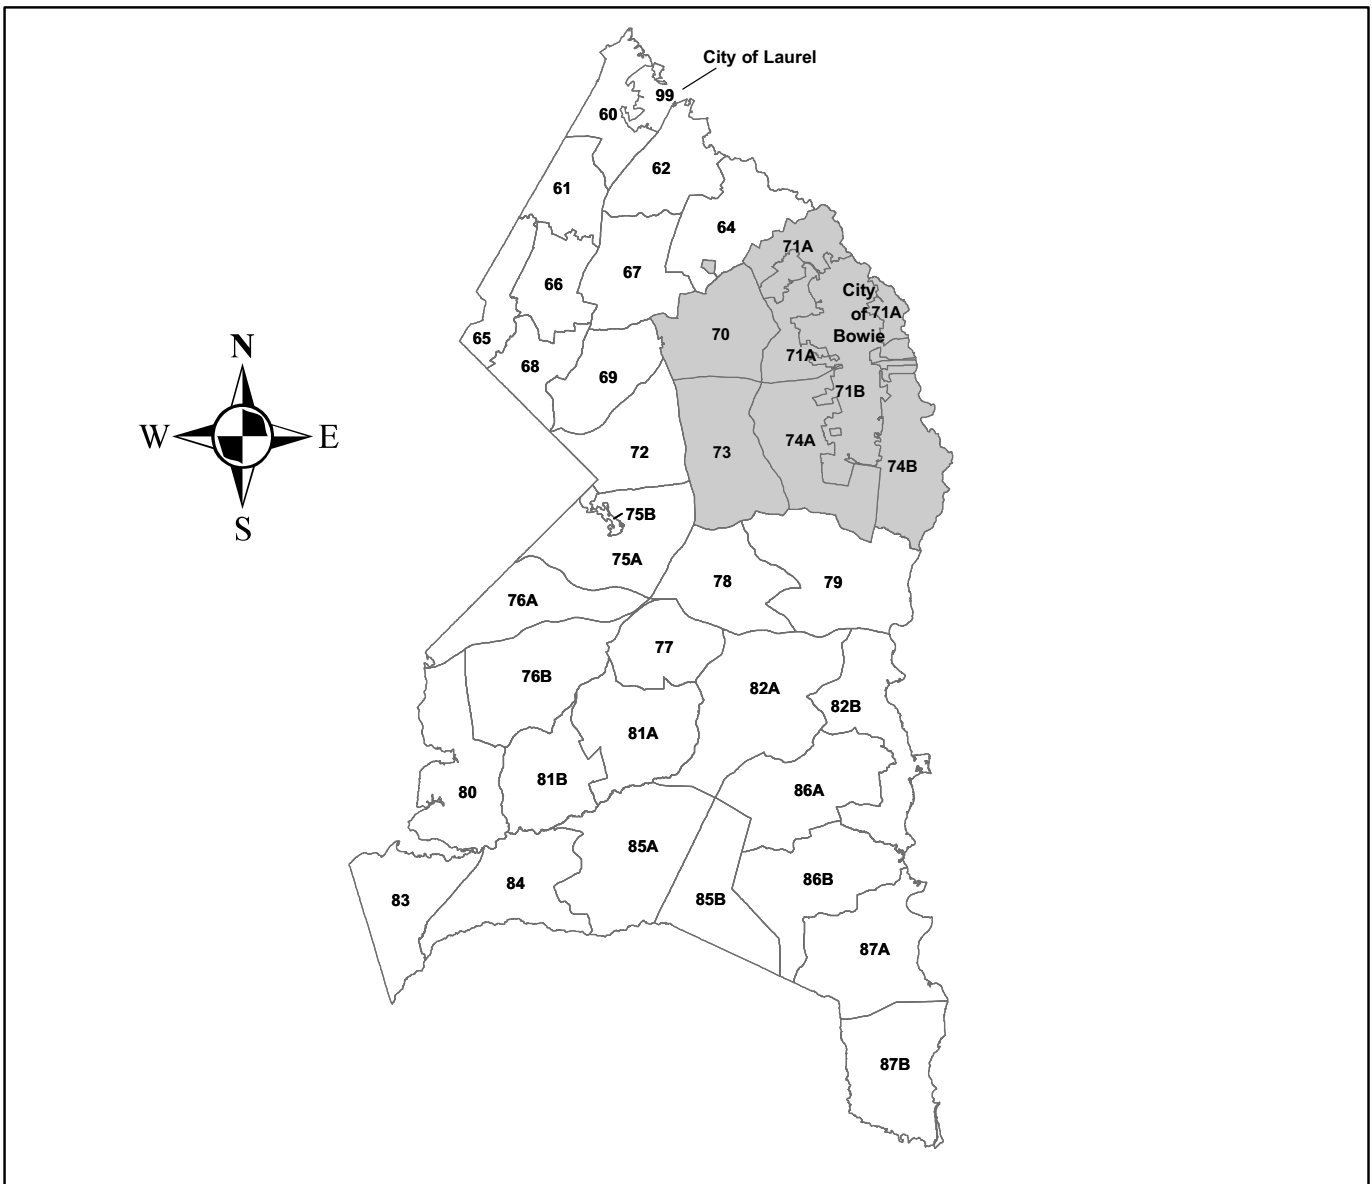 City of Laurel
99
60
62
61
64
71A
67
66
City
of 71A
Bowie
70
65
N
71A
68
69
71B
W
E
74A
72
73
74B
S
75B
75A
78
79
76A
77
76B
82A
82B
81A
81B
86A
80
85A
86B
84
85B
83
87A
87B